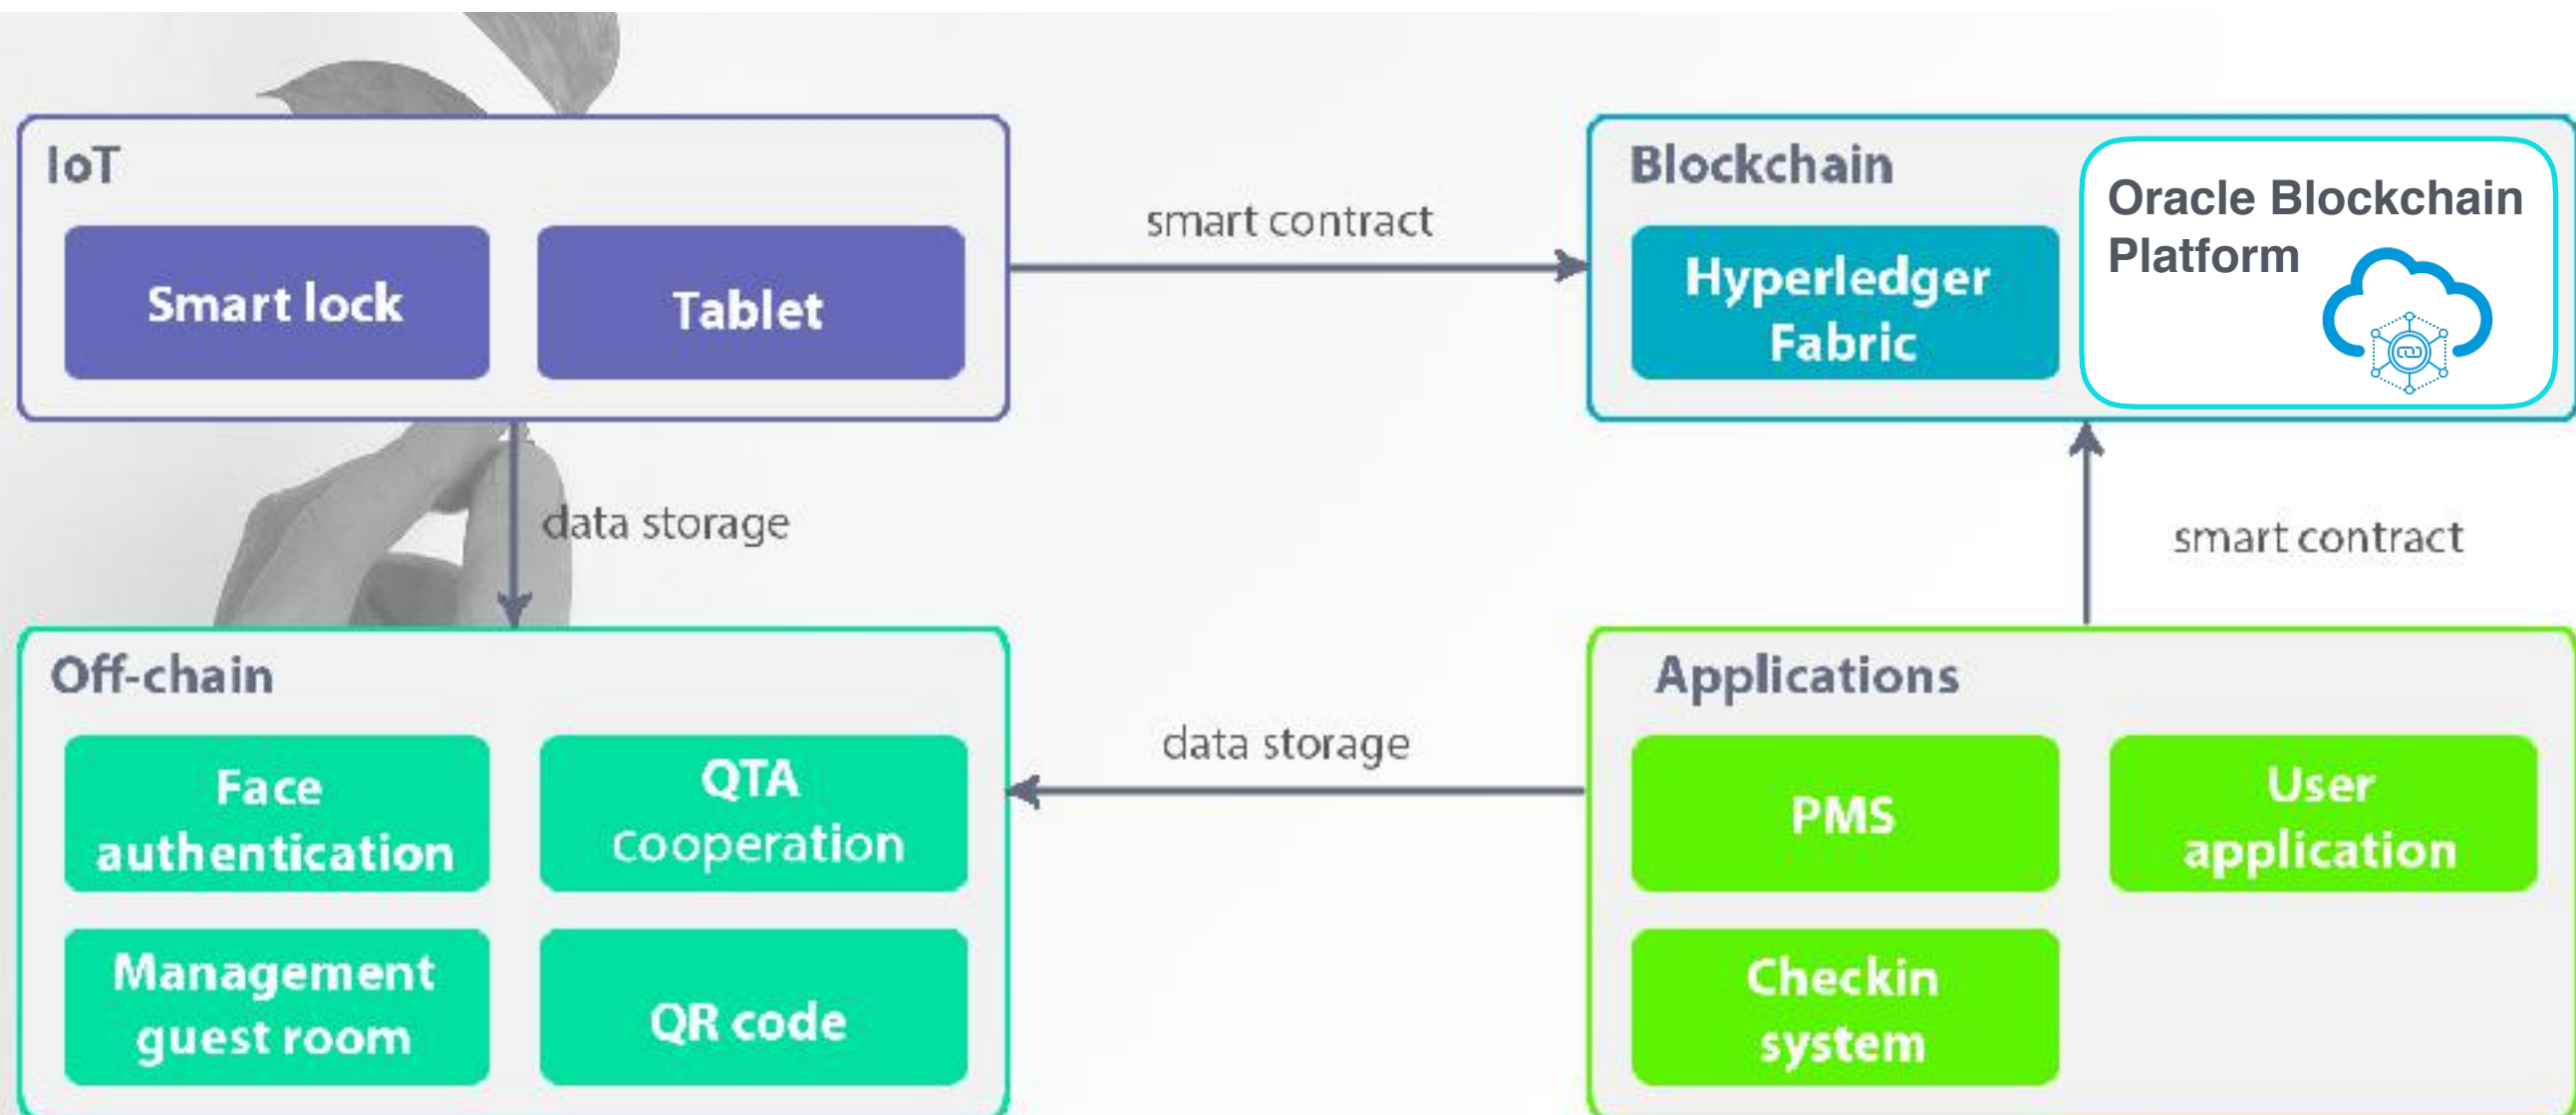 IoT
Smart lock
Tablet
smart contract
Blockchain
Hyperledger
Fabric
Oracle Blockchain
Platform
data storage
smart contract
Off-chain
Face
authentication
QTA
cooperation
Management
guest room
QR code
data storage
Applications
PMS
User
application
Checkin
system